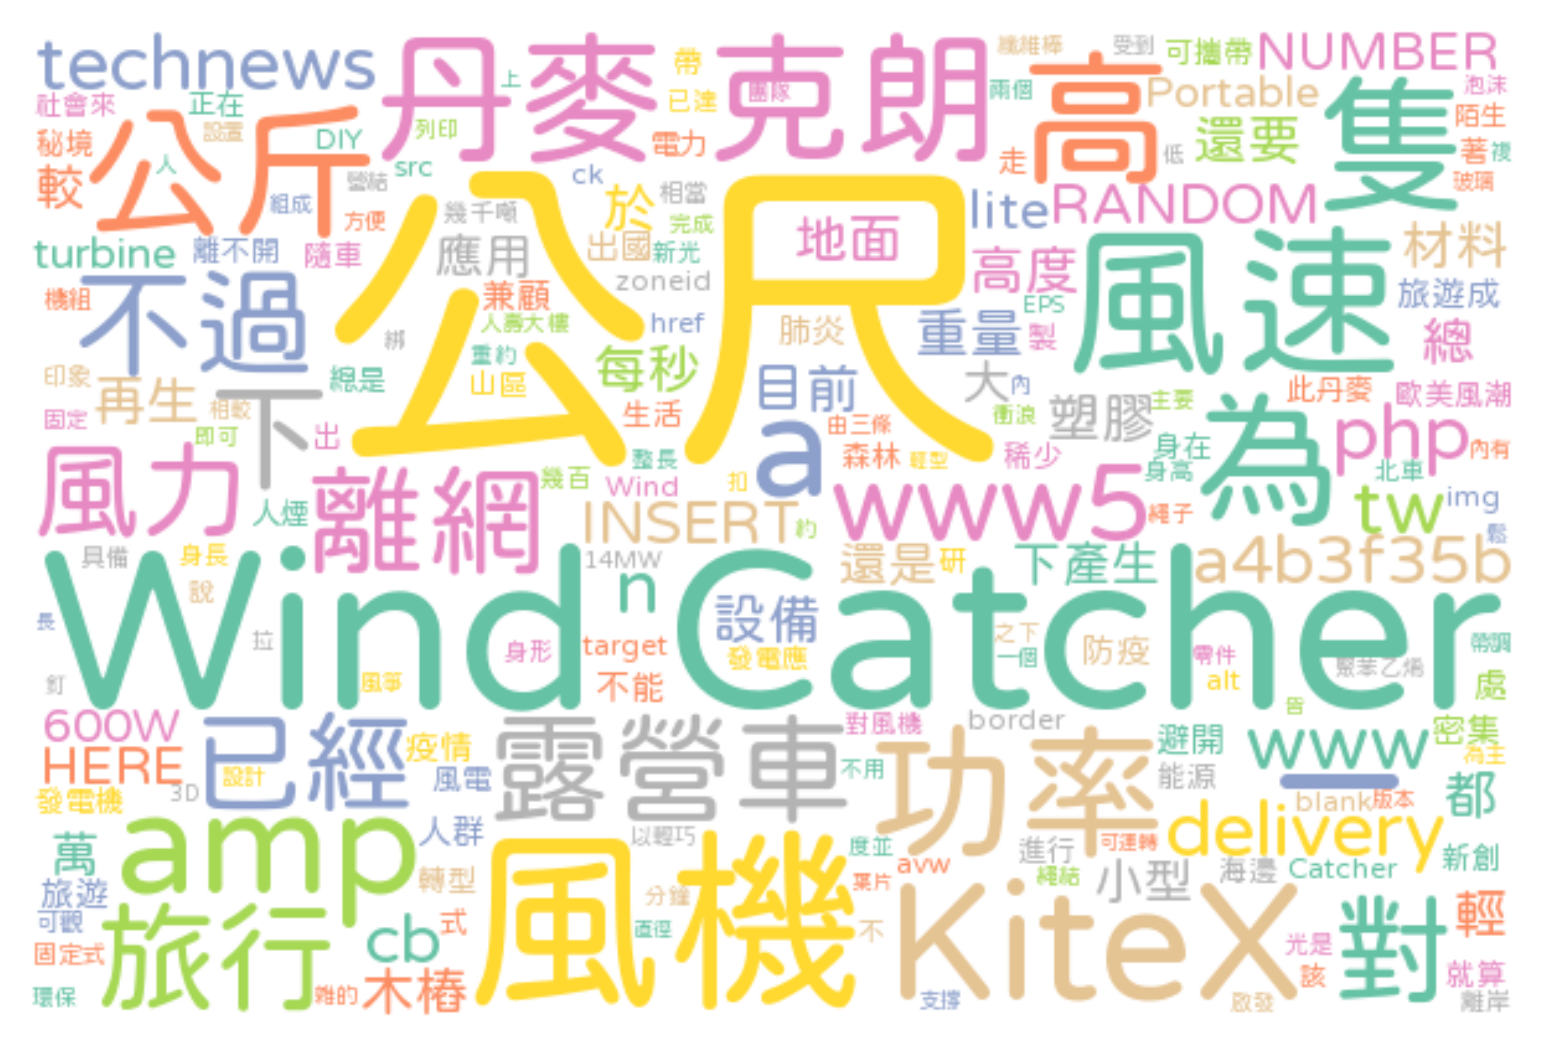 technews
丹麥克朗
帶
纖維棒
受到
可攜帶
NUMBER
社會來
正在
上
已達
團隊
高
兩個
Portable
隻
泡沫
秘境
公斤
設置
DIY
列印
電力
走
低
還要
陌生
著
複
較
人
螢結
src
公尺
ck
相當
玻璃
組成
方便
幾千噸
於
完成
地面
lite
RANDOM
turbine
離不開
隨車
應用
出國
新光
高度
風速
材料
機組
不過
兼顧
zoneid
EPS
旅遊成
人壽大樓
href
肺炎
重量
製
總
綁
重約
每秒
印象
再生
相較
總是
山區
目前
大
內
此丹麥
歐美風潮
固定
即可
下
出
生活
a
由三條
衝浪
塑膠
主要
為
php
內有
風力
離網
整長
森林
輕型
稀少
身在
身高
北車
人煙
幾百
Wind
扣
www5
繩子
tw
img
INSERT
約
鬆
具備
身長
14MW
還是
研
下產生
a4b3f35b
說
Wind Catcher
n
設備
長
拉
身形
target
發電應
之下
一個
防疫
零件
帶調
聚苯乙烯
釘
風箏
不能
alt
處
皆
600W
已經
疫情
露營車
對風機
border
功率
避開
www
密集
為主
HERE
設計
風電
不用
能源
發電機
3D
blank
版本
都
萬
amp
人群
以輕巧
度並
進行
可運轉
delivery
新創
旅遊
轉型
風機
分鐘
葉片
avw
繩結
小型
海邊
Catcher
可觀
旅行
cb
式
直徑
不
KiteX
對
輕
固定式
光是
該
就算
環保
雜的
木樁
支撐
啟發
離岸